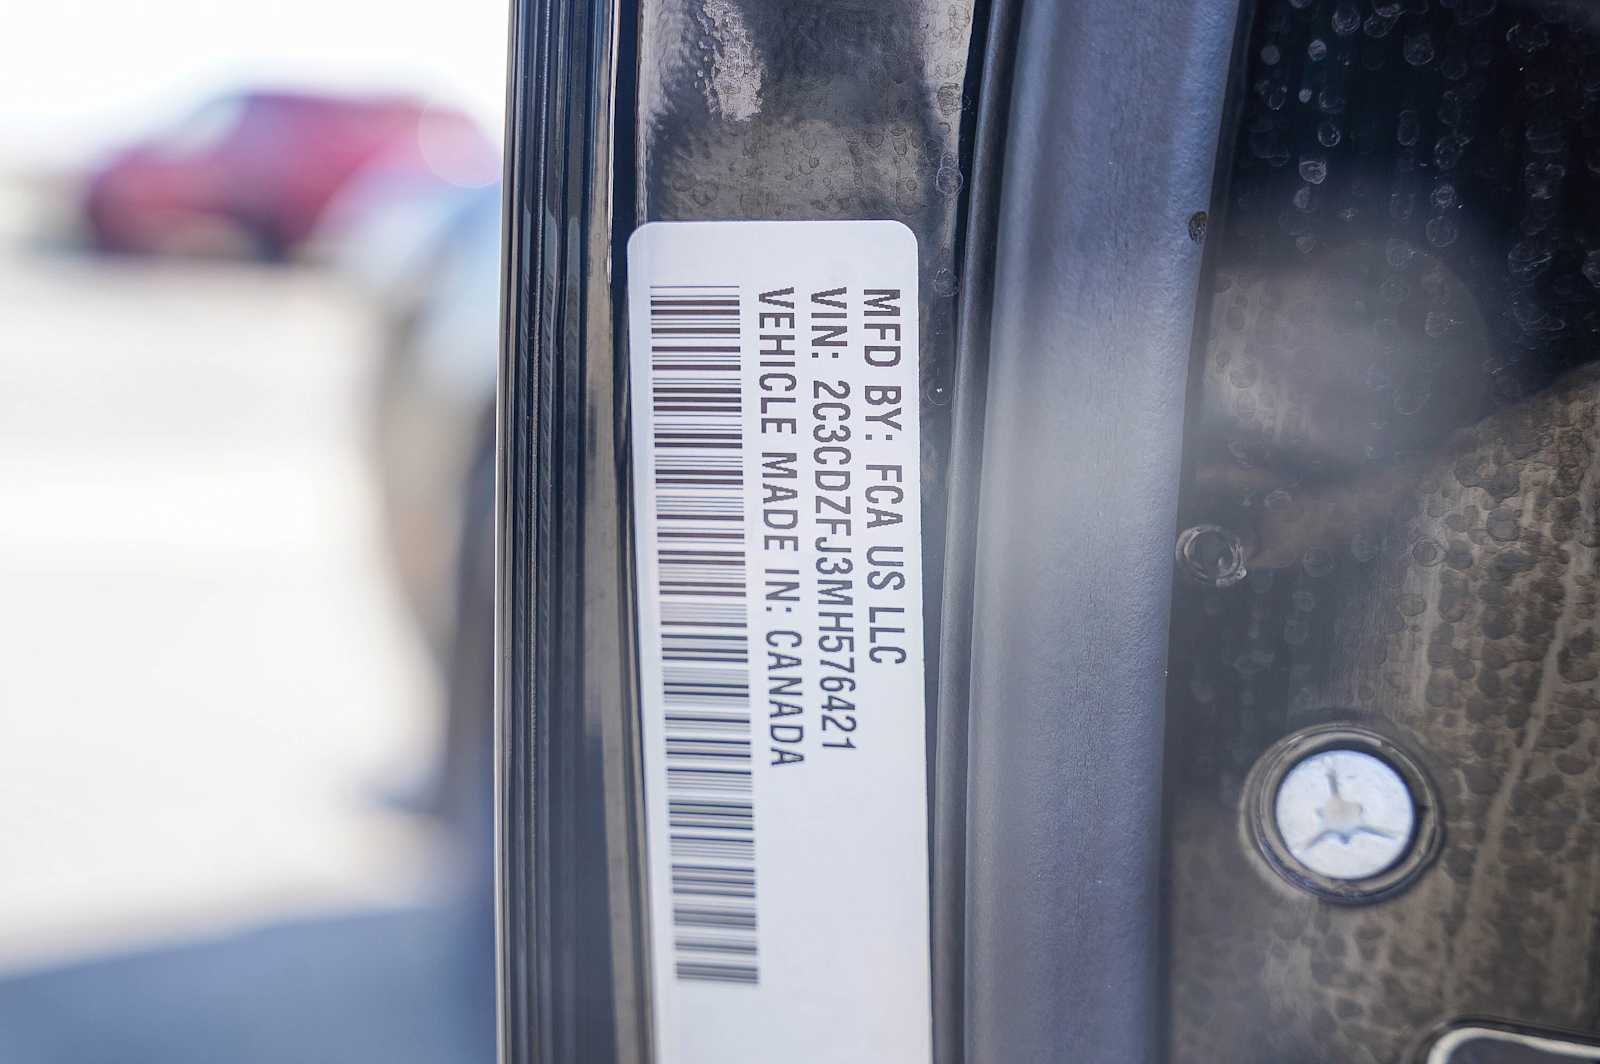 MFD BY: FCA US LLC
VIN: 2C3CDZFJ3MH576421
VEHICLE MADE IN: CANADA